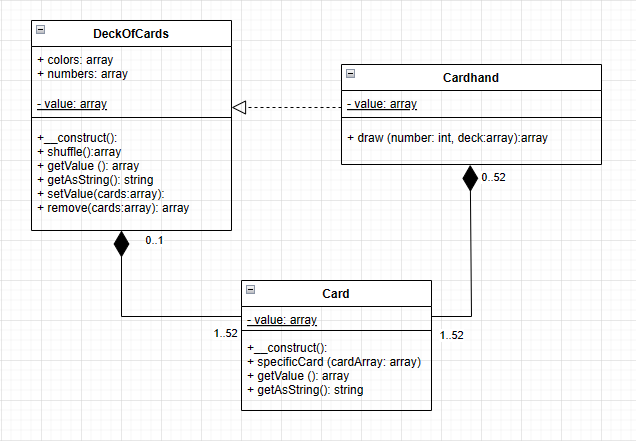 DeckOfCards
+ colors: array
+ numbers: array
- value: array
+__construct():
+ shuffle():array
+ getValue (): array
+ getAsString(): string
+ setValue(cards:array):
+ remove(cards:array): array
Cardhand
- value: array
+ draw (number: int, deck:array):array
0..52
0..1
Card
- value: array
+__construct():
+ specificCard (cardArray: array)
+ getValue (): array
+ getAsString(): string
1..52
1..52